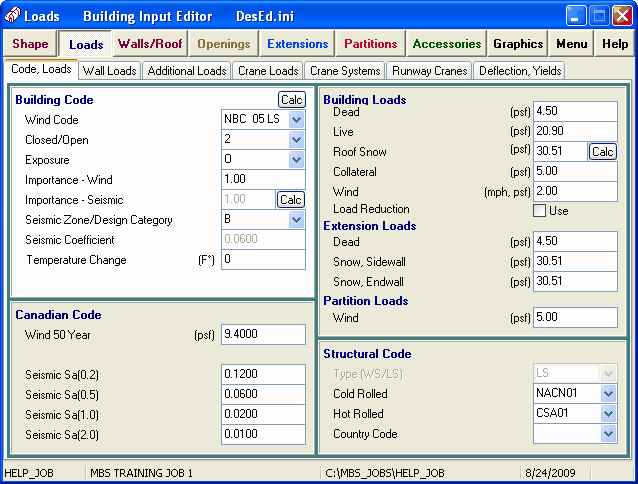 Loads Building Input Editor DesEd.ini
Shape Loads Walls/Roof Openings Extensions Partitions Accessories Graphics Menu Help
Code, Loads Wall Loads Additional Loads Crane Loads Crane Systems Runway Cranes Deflection, Yields
Building Code Calc
Wind Code NBC 05 LS
Closed/Open 2
Exposure O
Importance - Wind 1.00
Importance - Seismic 1.00 Calc
Seismic Zone/Design Category B
Seismic Coefficient 0.0600
Temperature Change (F°) 0
Canadian Code
Wind 50 Year (psf) 9.4000
Seismic Sa(0.2) 0.1200
Seismic Sa(0.5) 0.0600
Seismic Sa(1.0) 0.0200
Seismic Sa(2.0) 0.0100
Building Loads
Dead (psf) 4.50
Live (psf) 20.90
Roof Snow (psf) 30.51 Calc
Collateral (psf) 5.00
Wind (mph, psf) 2.00
Load Reduction Use
Extension Loads
Dead (psf) 4.50
Snow, Sidewall (psf) 30.51
Snow, Endwall (psf) 30.51
Partition Loads
Wind (psf) 5.00
Structural Code
Type (WS/LS) LS
Cold Rolled NACN01
Hot Rolled CSA01
Country Code
HELP_JOB MBS TRAINING JOB 1 C:\MBS_JOBS\HELP_JOB 8/24/2009